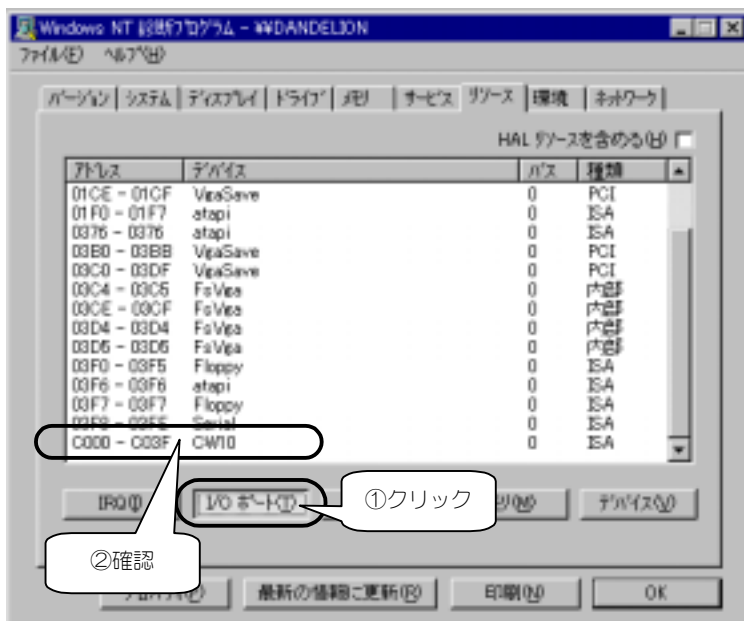 Windows NT 診断プログラム - ¥¥DANDELION
ファイル(F) ヘルプ(H)
バージョン システム ディスプレイ ドライブ メモリ サービス リソース 環境 ネットワーク
HAL リソースを含める(H)
アドレス デバイス バス 種類
01CE - 01CF VgaSave 0 PCI
01F0 - 01F7 atapi 0 ISA
0376 - 0376 atapi 0 ISA
03B0 - 03BB VgaSave 0 PCI
03C0 - 03DF VgaSave 0 PCI
03C4 - 03C5 FsVga 0 内部
03CE - 03CF FsVga 0 内部
03D4 - 03D4 FsVga 0 内部
03D5 - 03D5 FsVga 0 内部
03F0 - 03F5 Floppy 0 ISA
03F6 - 03F6 atapi 0 ISA
03F7 - 03F7 Floppy 0 ISA
03F8 - 03FE Serial 0 ISA
C000 - C03F CW10 0 ISA
IRQ(I) I/O ポート(T) ①クリック (M) デバイス(V)
②確認
最新の情報に更新(R) 印刷(N) OK